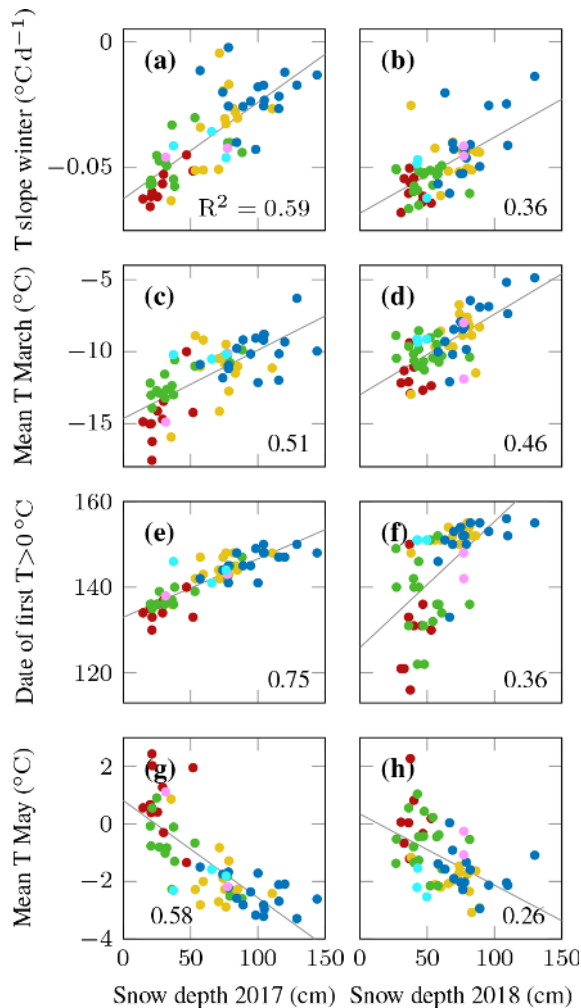 T slope winter (°C d⁻¹)
0
−0.05
(a)
R² = 0.59
(b)
0.36
Mean T March (°C)
−5
−10
−15
(c)
0.51
(d)
0.46
Date of first T>0 °C
160
140
120
(e)
0.75
(f)
0.36
Mean T May (°C)
2
0
−2
−4
(g)
0.58
(h)
0.26
0 50 100 150 0 50 100 150
Snow depth 2017 (cm) Snow depth 2018 (cm)